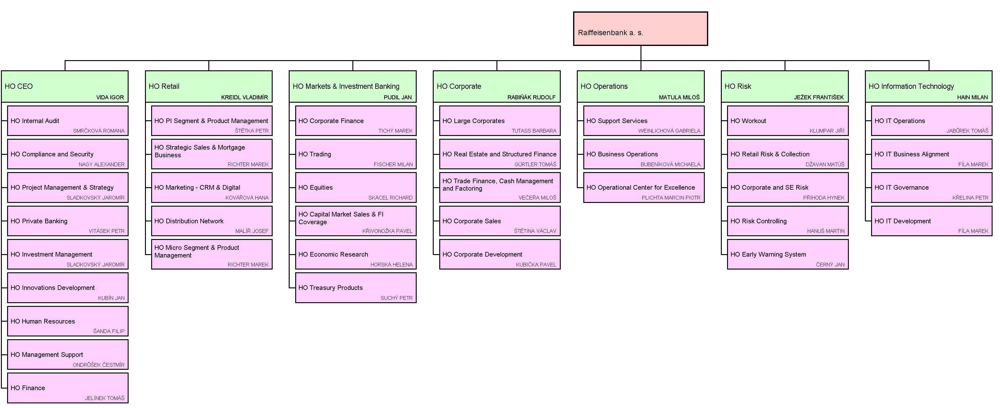 Raiffeisenbank a. s.
HO CEO
VIDA IGOR
HO Internal Audit
SMRČKOVÁ ROMANA
HO Compliance and Security
NAGY ALEXANDER
HO Project Management & Strategy
SLADKOVSKÝ JAROMÍR
HO Private Banking
VITÁSEK PETR
HO Investment Management
SLADKOVSKÝ JAROMÍR
HO Innovations Development
KUBÍN JAN
HO Human Resources
ŠANDA FILIP
HO Management Support
ONDRŮŠEK ČESTMÍR
HO Finance
JELÍNEK TOMÁŠ
HO Retail
KREIDL VLADIMÍR
HO PI Segment & Product Management
ŠTĚTKA PETR
HO Strategic Sales & Mortgage
Business
RICHTER MAREK
HO Marketing - CRM & Digital
KOVÁŘOVÁ HANA
HO Distribution Network
MALÍŘ JOSEF
HO Micro Segment & Product
Management
RICHTER MAREK
HO Markets & Investment Banking
PUDIL JAN
HO Corporate Finance
TICHÝ MAREK
HO Trading
FISCHER MILAN
HO Equities
SKÁCEL RICHARD
HO Capital Market Sales & FI
Coverage
KŘIVONOŽKA PAVEL
HO Economic Research
HORSKÁ HELENA
HO Treasury Products
SUCHÝ PETR
HO Corporate
RABIŇÁK RUDOLF
HO Large Corporates
TUTASS BARBARA
HO Real Estate and Structured Finance
GÜRTLER TOMÁŠ
HO Trade Finance, Cash Management
and Factoring
VEČEŘA MILOŠ
HO Corporate Sales
ŠTĚTINA VÁCLAV
HO Corporate Development
KUBIČKA PAVEL
HO Operations
MATULA MILOŠ
HO Support Services
WEINLICHOVÁ GABRIELA
HO Business Operations
BUBENÍKOVÁ MICHAELA
HO Operational Center for Excellence
PLICHTA MARCIN PIOTR
HO Risk
JEŽEK FRANTIŠEK
HO Workout
KLUMPAR JIŘÍ
HO Retail Risk & Collection
DŽAVAN MATÚŠ
HO Corporate and SE Risk
PŘÍHODA HYNEK
HO Risk Controlling
HANUŠ MARTIN
HO Early Warning System
ČERNÝ JAN
HO Information Technology
HAIN MILAN
HO IT Operations
JABŮREK TOMÁŠ
HO IT Business Alignment
FÍLA MAREK
HO IT Governance
KŘELINA PETR
HO IT Development
FÍLA MAREK